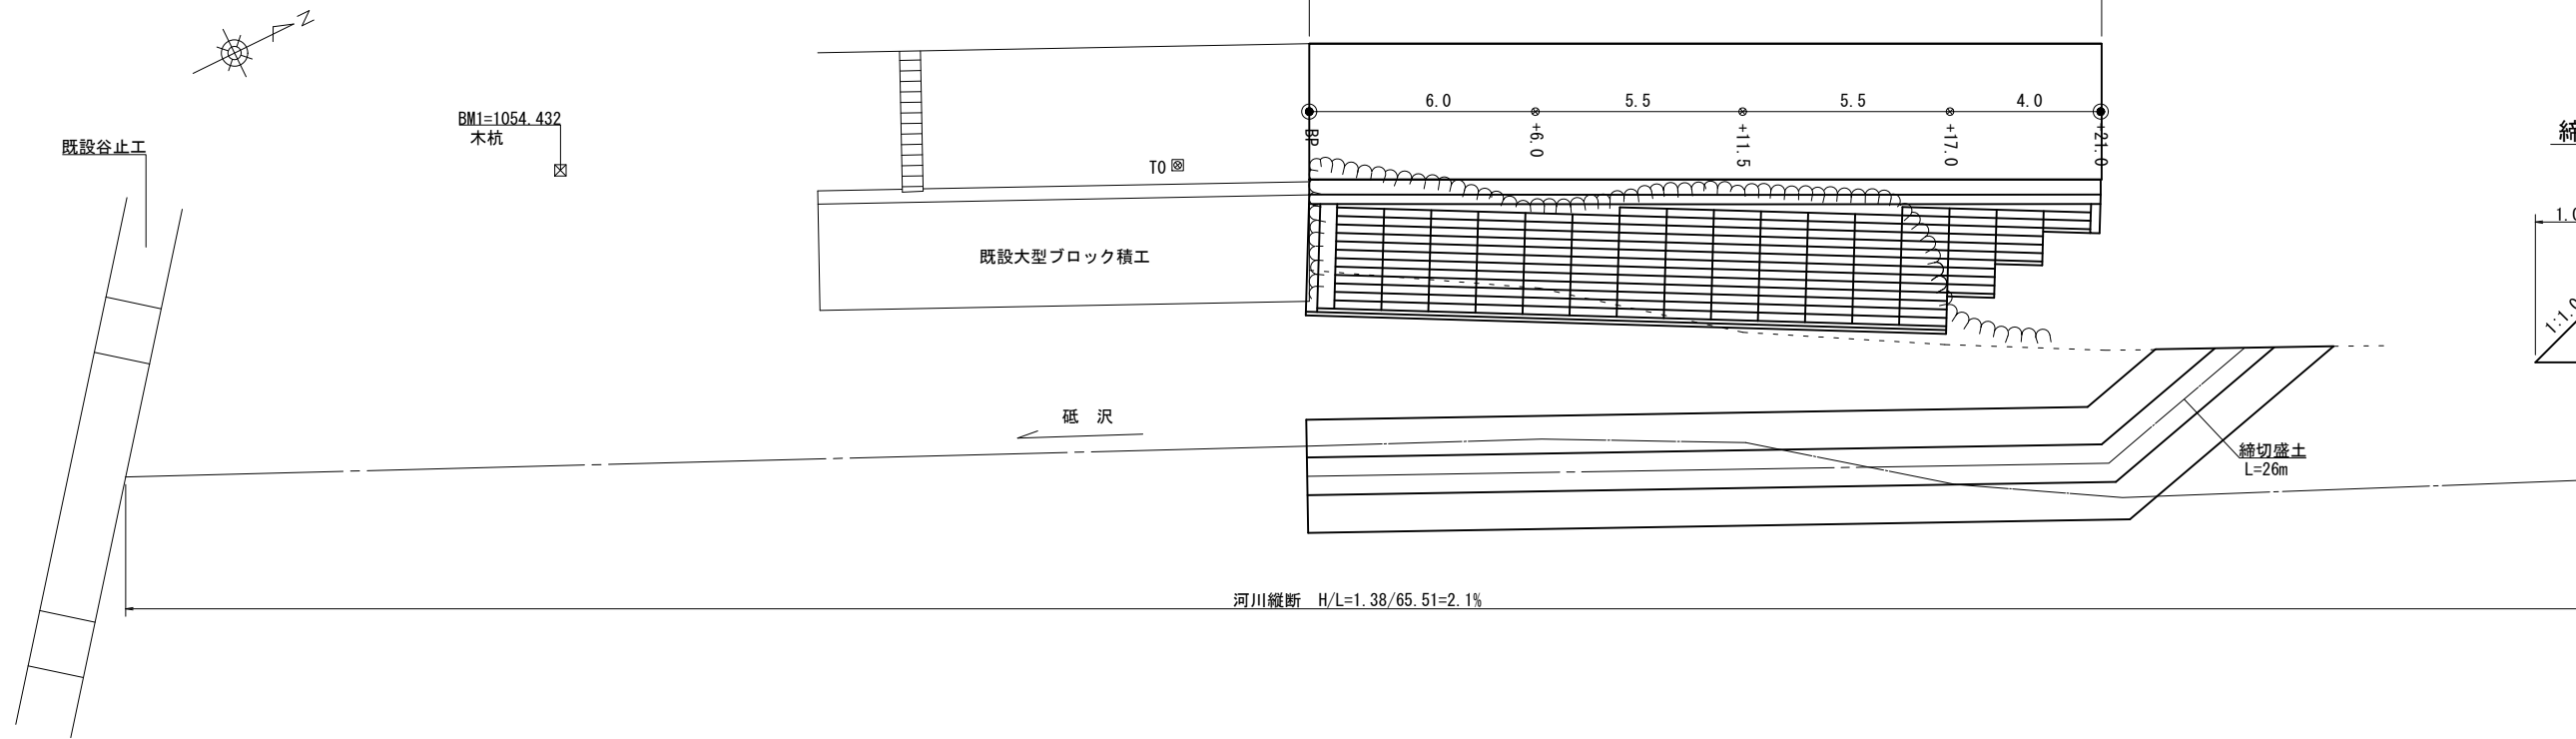 N
BM1=1054.432
木杭
既設谷止工
T0
6.0
5.5
5.5
4.0
BP
+6.0
+11.5
+17.0
+21.0
締
1.0
1:1.0
既設大型ブロック積工
砥 沢
締切盛土
L=26m
河川縦断 H/L=1.38/65.51=2.1%